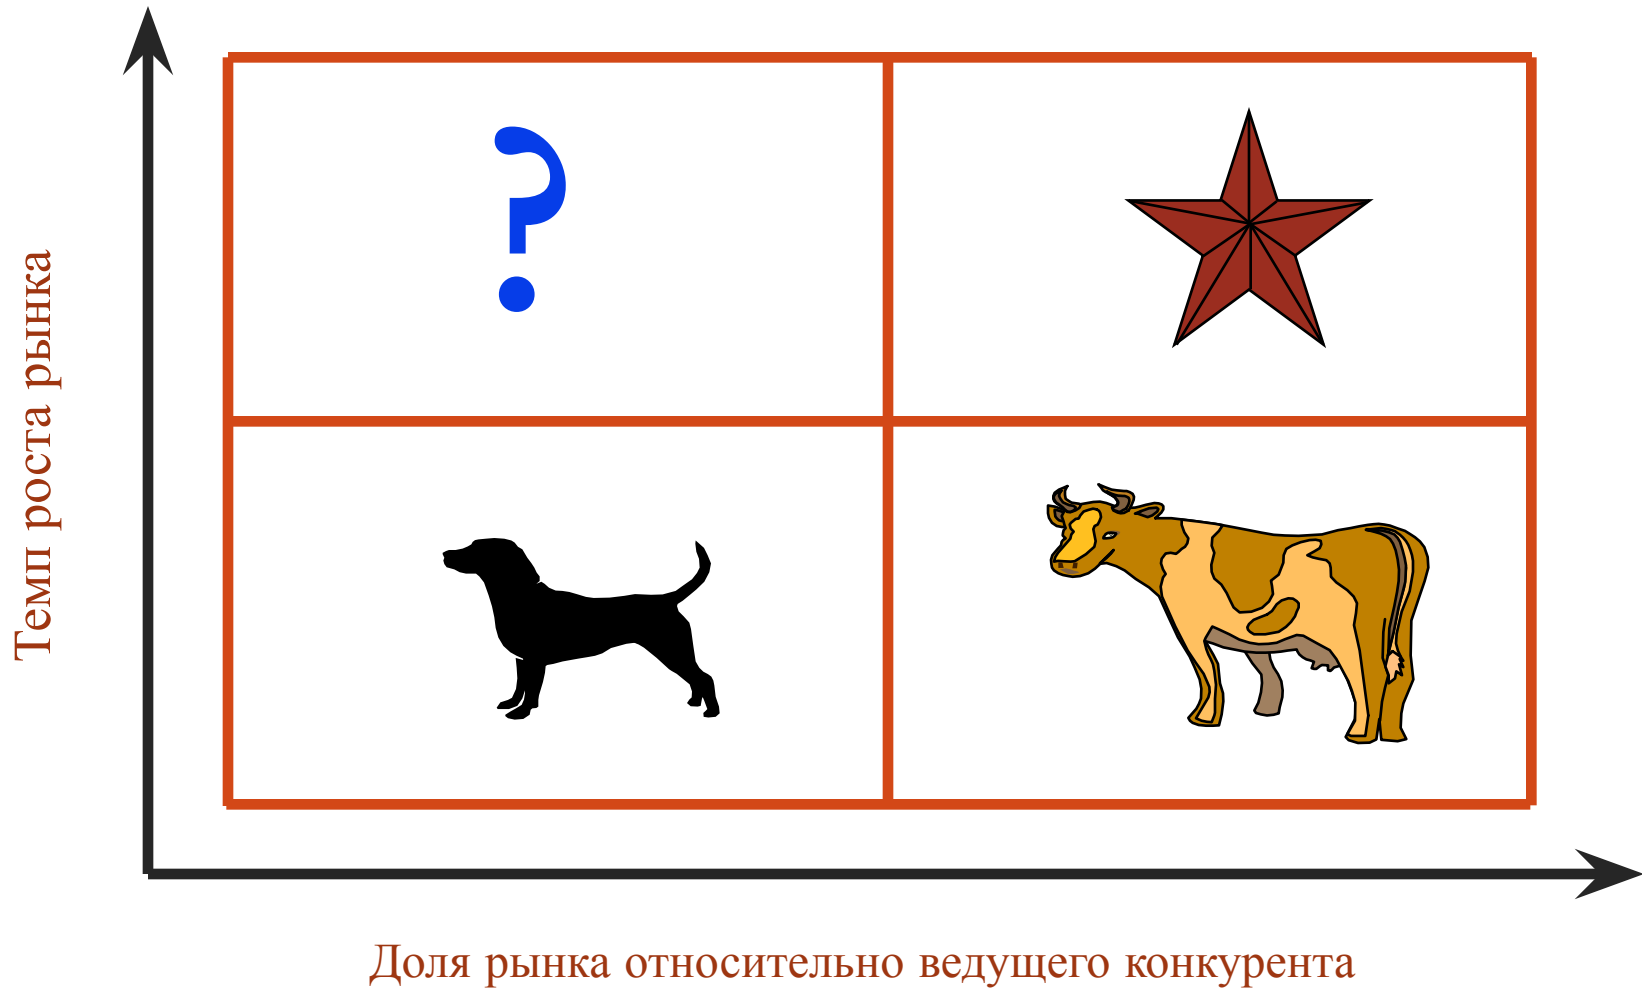 Темп роста рынка
?
Доля рынка относительно ведущего конкурента